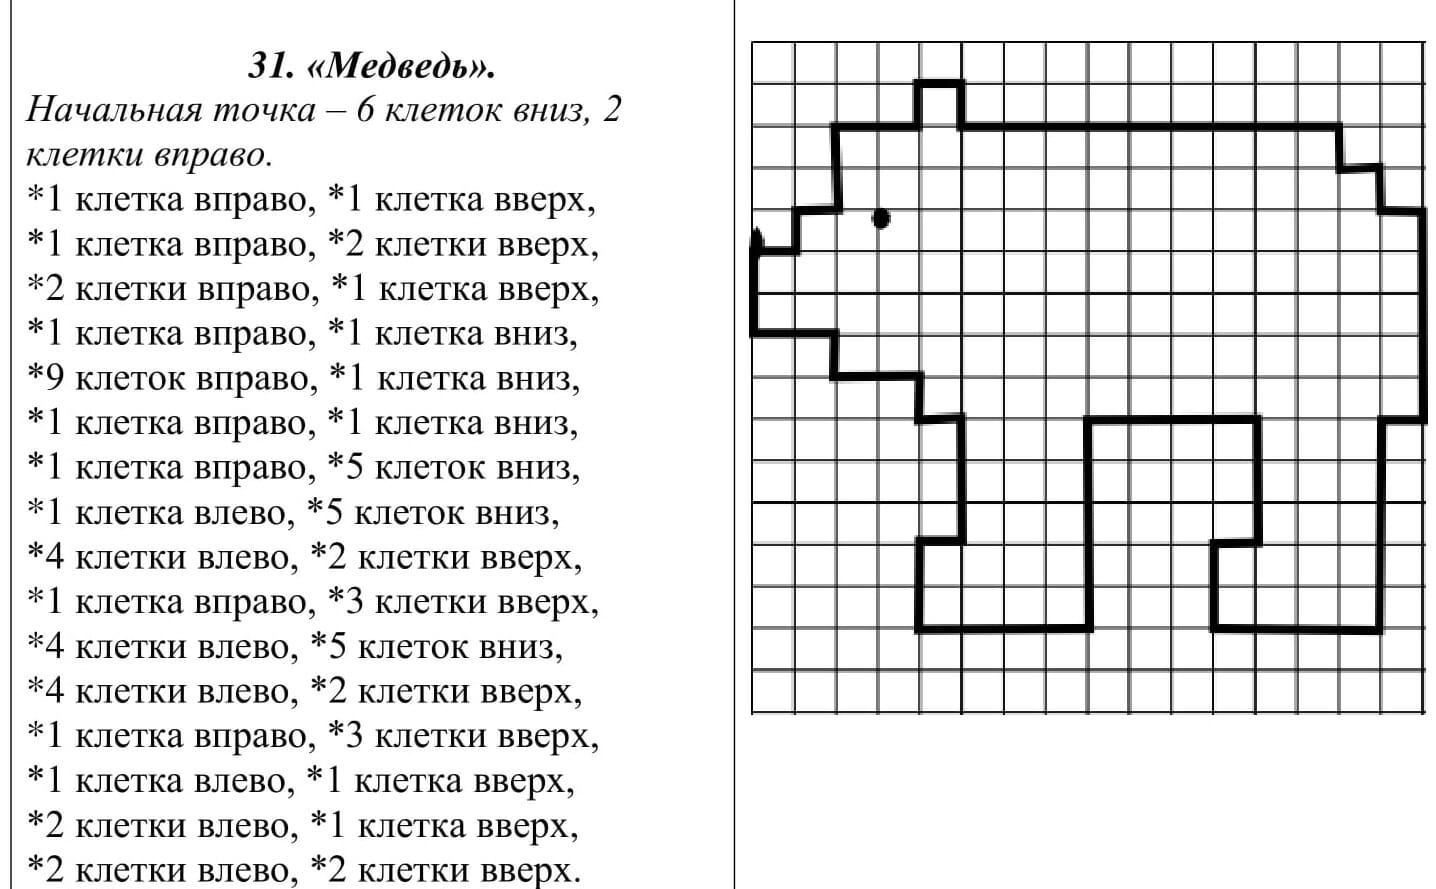 31. «Медведь».
Начальная точка – 6 клеток вниз, 2
клетки вправо.
*1 клетка вправо, *1 клетка вверх,
*1 клетка вправо, *2 клетки вверх,
*2 клетки вправо, *1 клетка вверх,
*1 клетка вправо, *1 клетка вниз,
*9 клеток вправо, *1 клетка вниз,
*1 клетка вправо, *1 клетка вниз,
*1 клетка вправо, *5 клеток вниз,
*1 клетка влево, *5 клеток вниз,
*4 клетки влево, *2 клетки вверх,
*1 клетка вправо, *3 клетки вверх,
*4 клетки влево, *5 клеток вниз,
*4 клетки влево, *2 клетки вверх,
*1 клетка вправо, *3 клетки вверх,
*1 клетка влево, *1 клетка вверх,
*2 клетки влево, *1 клетка вверх,
*2 клетки влево, *2 клетки вверх.